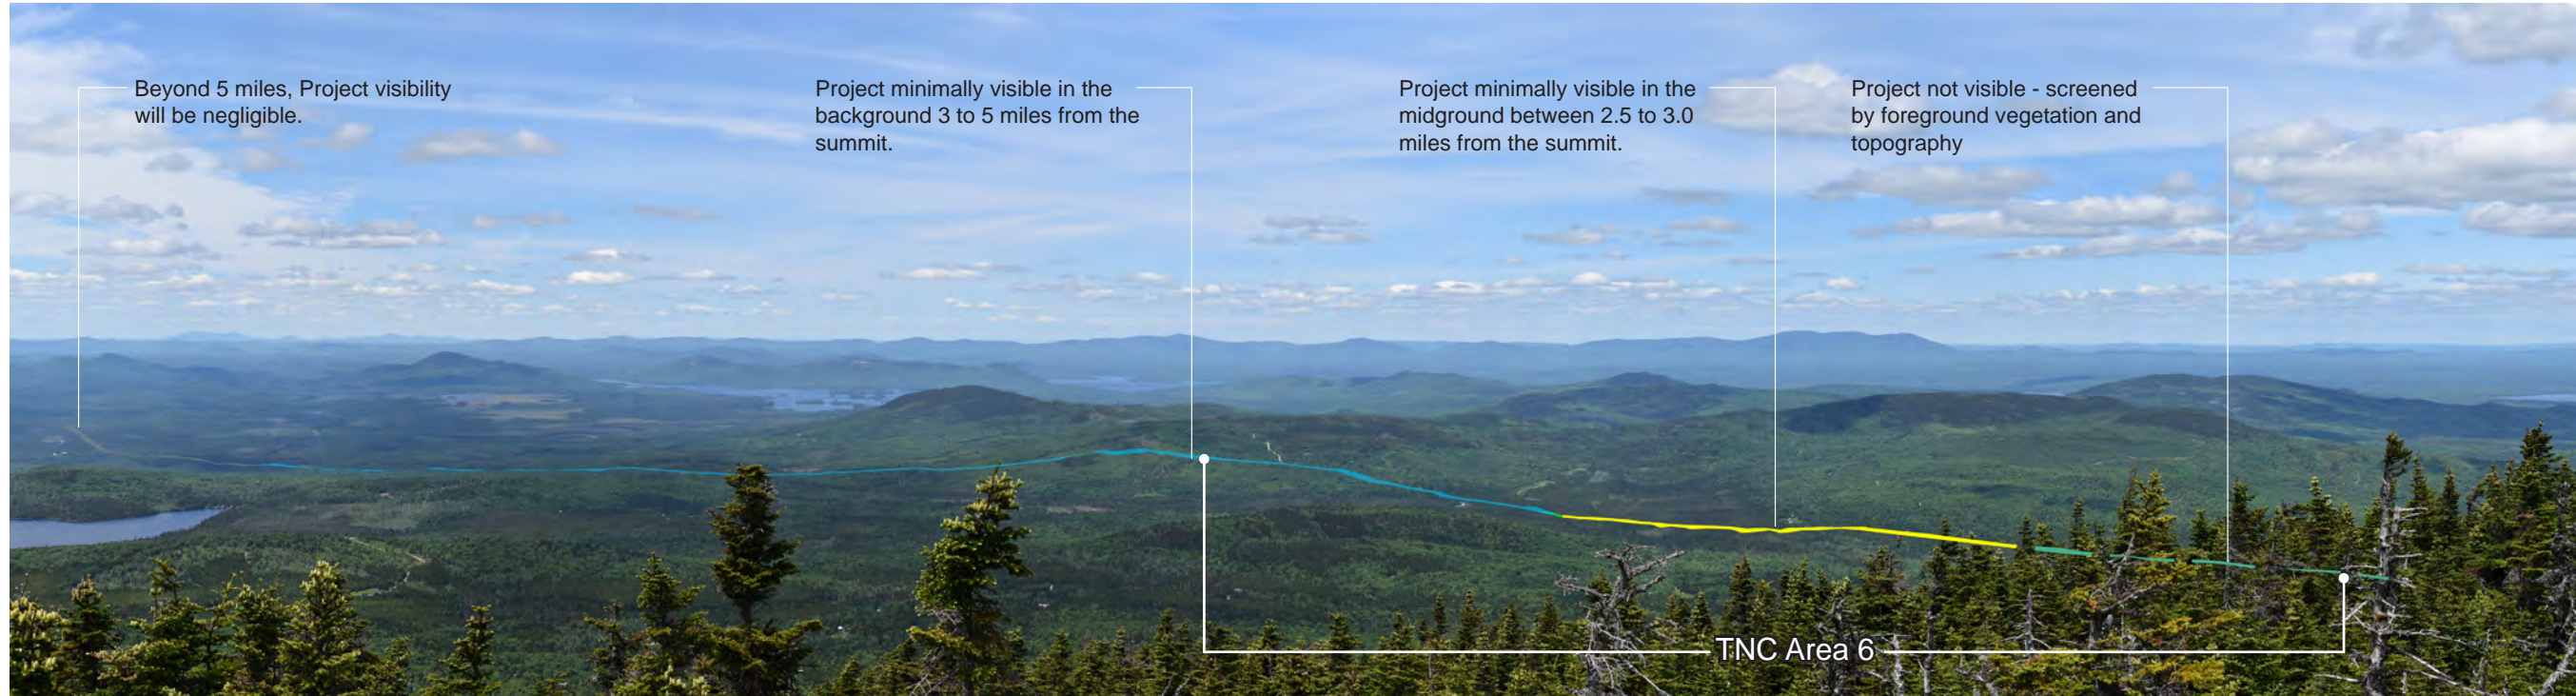 Beyond 5 miles, Project visibility
will be negligible.
Project minimally visible in the
background 3 to 5 miles from the
summit.
Project minimally visible in the
midground between 2.5 to 3.0
miles from the summit.
Project not visible - screened
by foreground vegetation and
topography
TNC Area 6